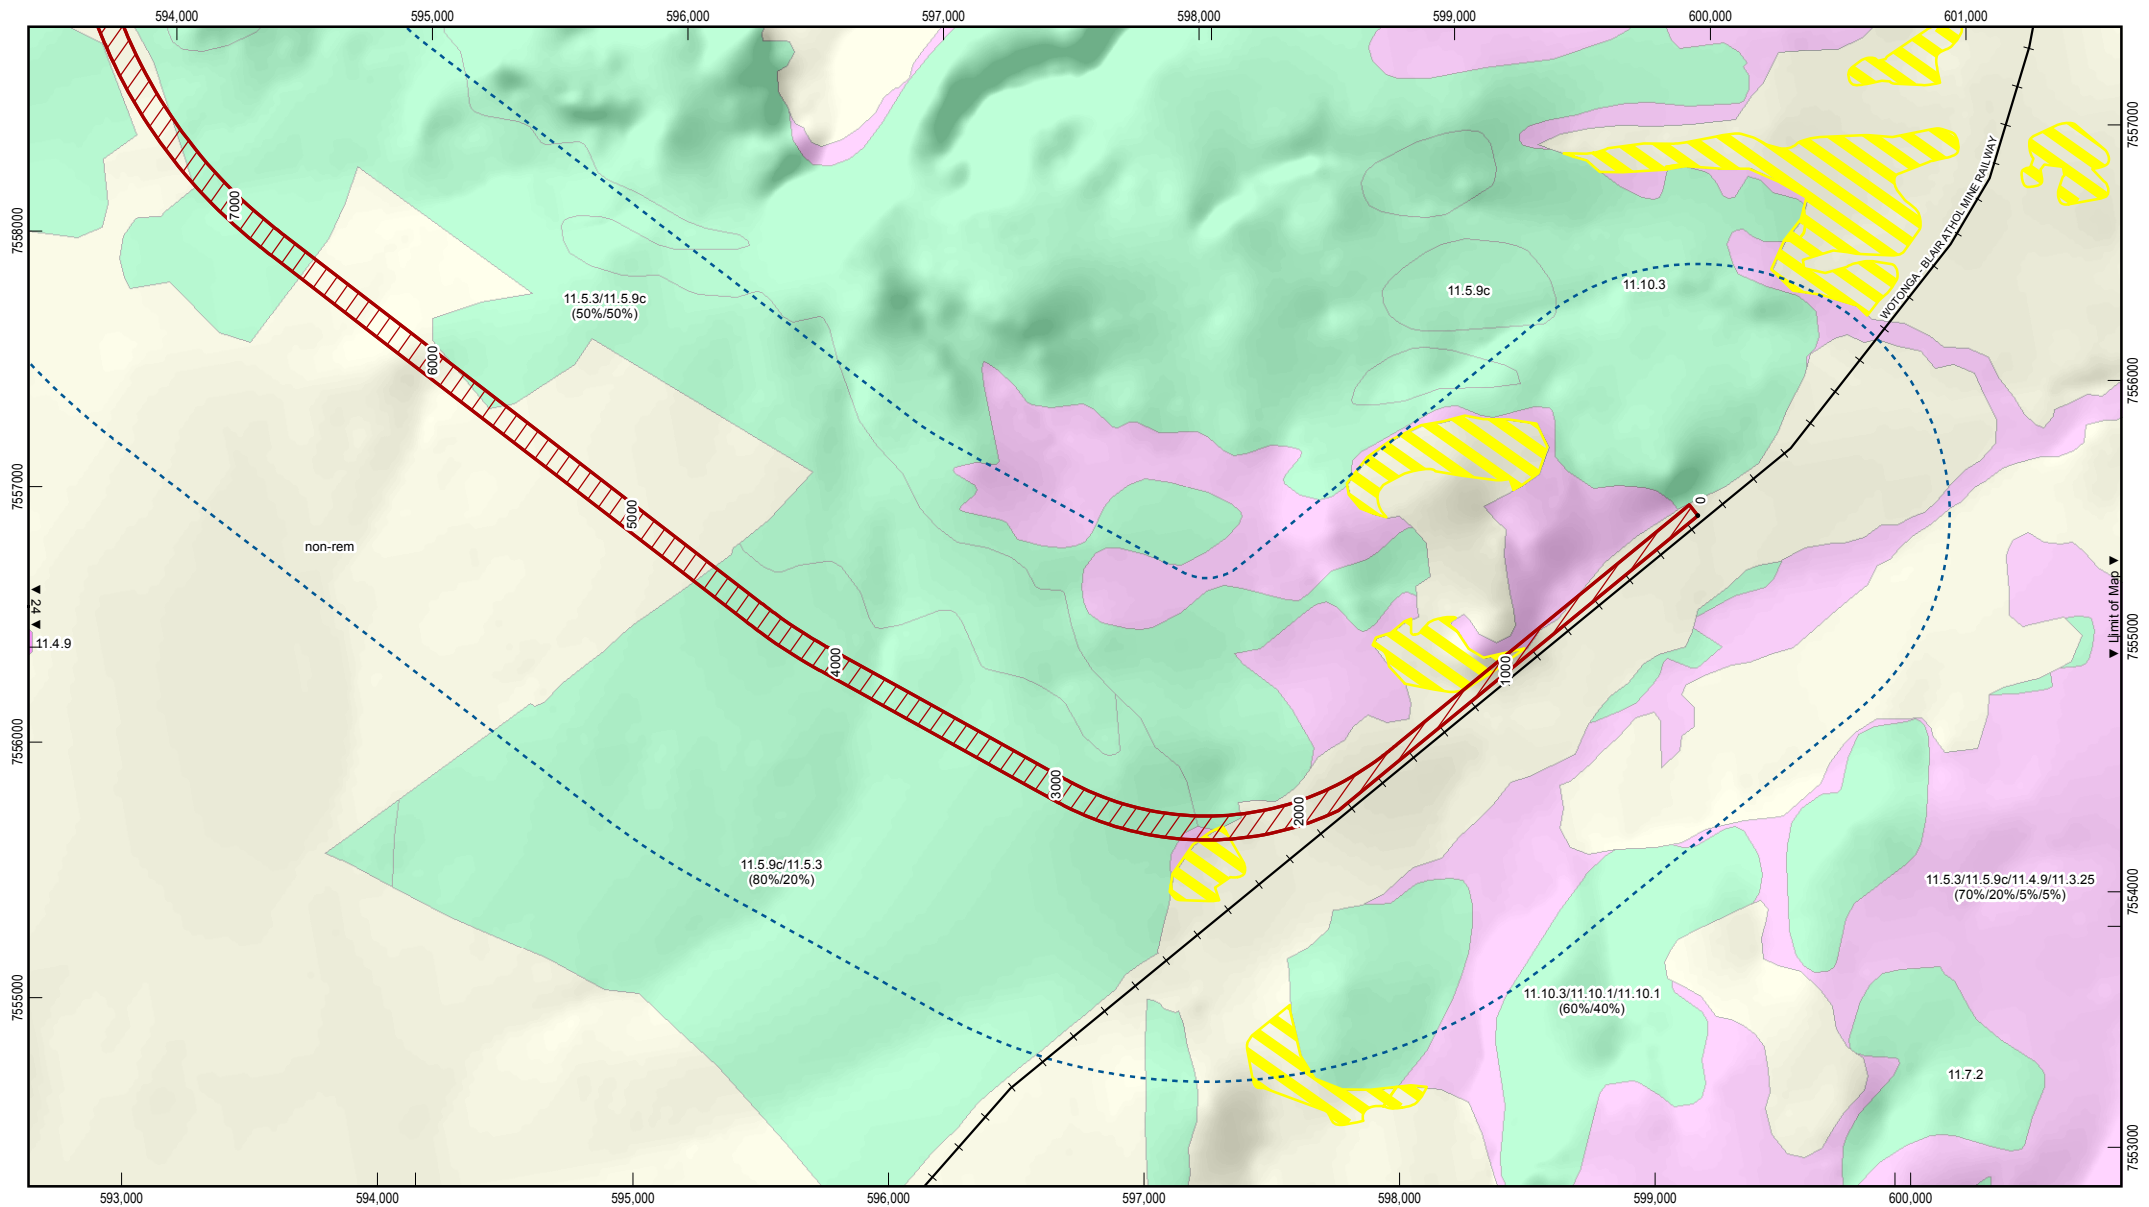 594,000 595,000 596,000 597,000 598,000 599,000 600,000 601,000
7558000
7557000
7556000
7555000
7557000
7556000
7555000
7554000
7553000
WOTONGA - BLAIR ATHOL MINE RAILWAY
7000
6000
5000
4000
3000
2000
1000
0
11.5.3/11.5.9c
(50%/50%)
11.5.9c
11.10.3
non-rem
24
11.4.9
Limit of Map
11.5.9c/11.5.3
(80%/20%)
11.5.3/11.5.9c/11.4.9/11.3.25
(70%/20%/5%/5%)
11.10.3/11.10.1/11.10.1
(60%/40%)
11.7.2
593,000 594,000 595,000 596,000 597,000 598,000 599,000 600,000